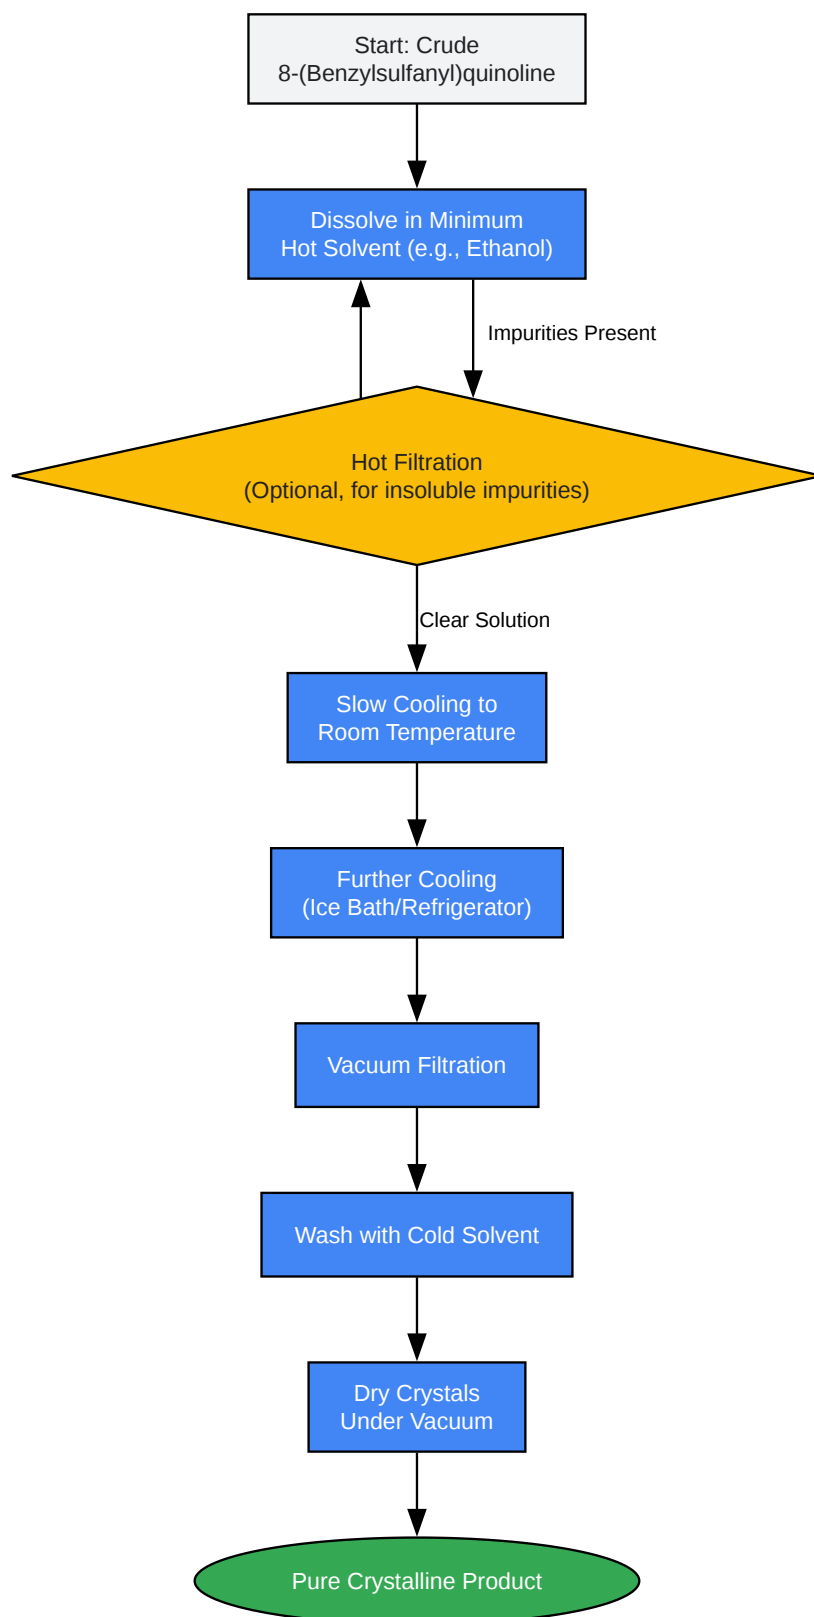 Start: Crude
8-(Benzylsulfanyl)quinoline
Dissolve in Minimum
Hot Solvent (e.g., Ethanol)
Impurities Present
Hot Filtration
(Optional, for insoluble impurities)
Clear Solution
Slow Cooling to
Room Temperature
Further Cooling
(Ice Bath/Refrigerator)
Vacuum Filtration
Wash with Cold Solvent
Dry Crystals
Under Vacuum
Pure Crystalline Product